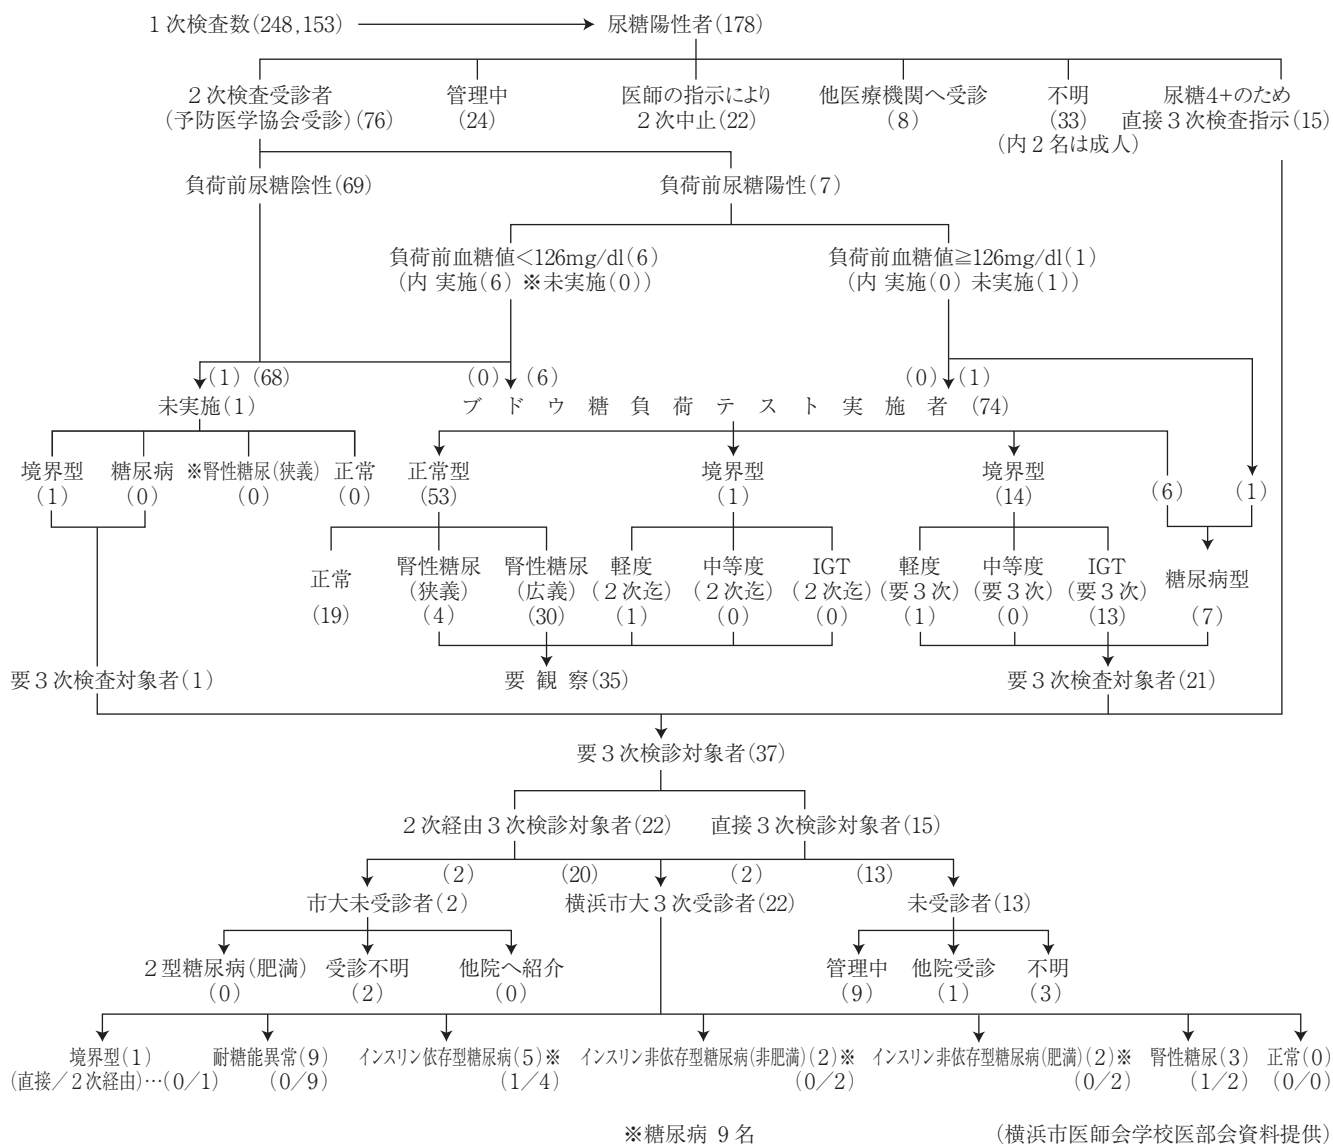 1次検査数(248,153) 尿糖陽性者(178)
2次検査受診者 管理中 医師の指示により 他医療機関へ受診 不明 尿糖4+のため
(予防医学協会受診)(76) (24) 2次中止(22) (8) (33) 直接3次検査指示(15)
(内2名は成人)
負荷前尿糖陰性(69) 負荷前尿糖陽性(7)
負荷前血糖値<126mg/dl(6) 負荷前血糖値≧126mg/dl(1)
(内 実施(6) ※未実施(0)) (内 実施(0) 未実施(1))
(1) (68) (0) (6) (0) (1)
未実施(1) ブドウ糖負荷テスト実施者 (74)
境界型 糖尿病 ※腎性糖尿(狭義) 正常 正常型 境界型 境界型
(1) (0) (0) (0) (53) (1) (14) (6) (1)
正常 腎性糖尿 腎性糖尿 軽度 中等度 IGT 軽度 中等度 IGT 糖尿病型
(狭義) (広義) (2次迄) (2次迄) (2次迄) (要3次) (要3次) (要3次)
(19) (4) (30) (1) (0) (0) (1) (0) (13) (7)
要3次検査対象者(1) 要観察(35) 要3次検査対象者(21)
要3次検診対象者(37)
2次経由3次検診対象者(22) 直接3次検診対象者(15)
(2) (20) (2) (13)
市大未受診者(2) 横浜市大3次受診者(22) 未受診者(13)
2型糖尿病(肥満) 受診不明 他院へ紹介 管理中 他院受診 不明
(0) (2) (0) (9) (1) (3)
境界型(1) 耐糖能異常(9) インスリン依存型糖尿病(5)※ インスリン非依存型糖尿病(非肥満)(2)※ インスリン非依存型糖尿病(肥満)(2)※ 腎性糖尿(3) 正常(0)
(直接/2次経由)…(0/1) (0/9) (1/4) (0/2) (0/2) (1/2) (0/0)
※糖尿病 9名 (横浜市医師会学校医部会資料提供)